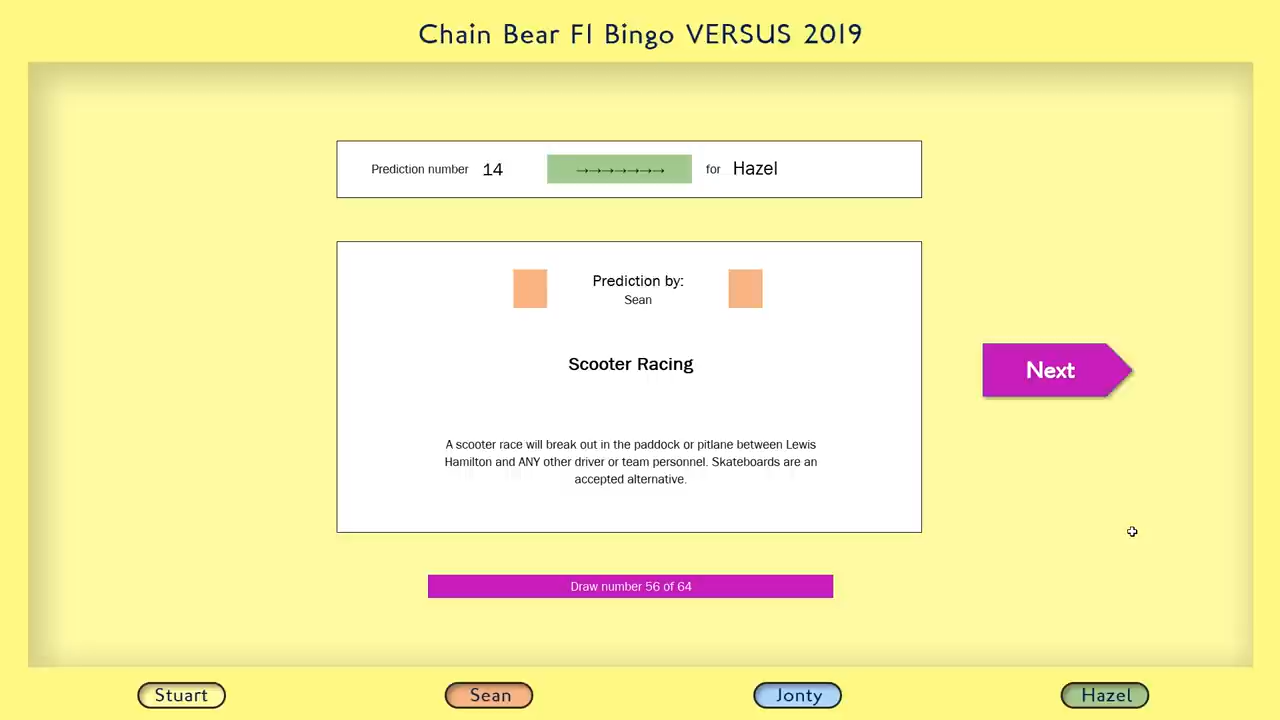 Chain Bear F1 Bingo VERSUS 2019
Prediction number 14 →→→→→→→ for Hazel
Prediction by:
Sean
Scooter Racing
A scooter race will break out in the paddock or pitlane between Lewis
Hamilton and ANY other driver or team personnel. Skateboards are an
accepted alternative.
Next
Draw number 56 of 64
Stuart Sean Jonty Hazel